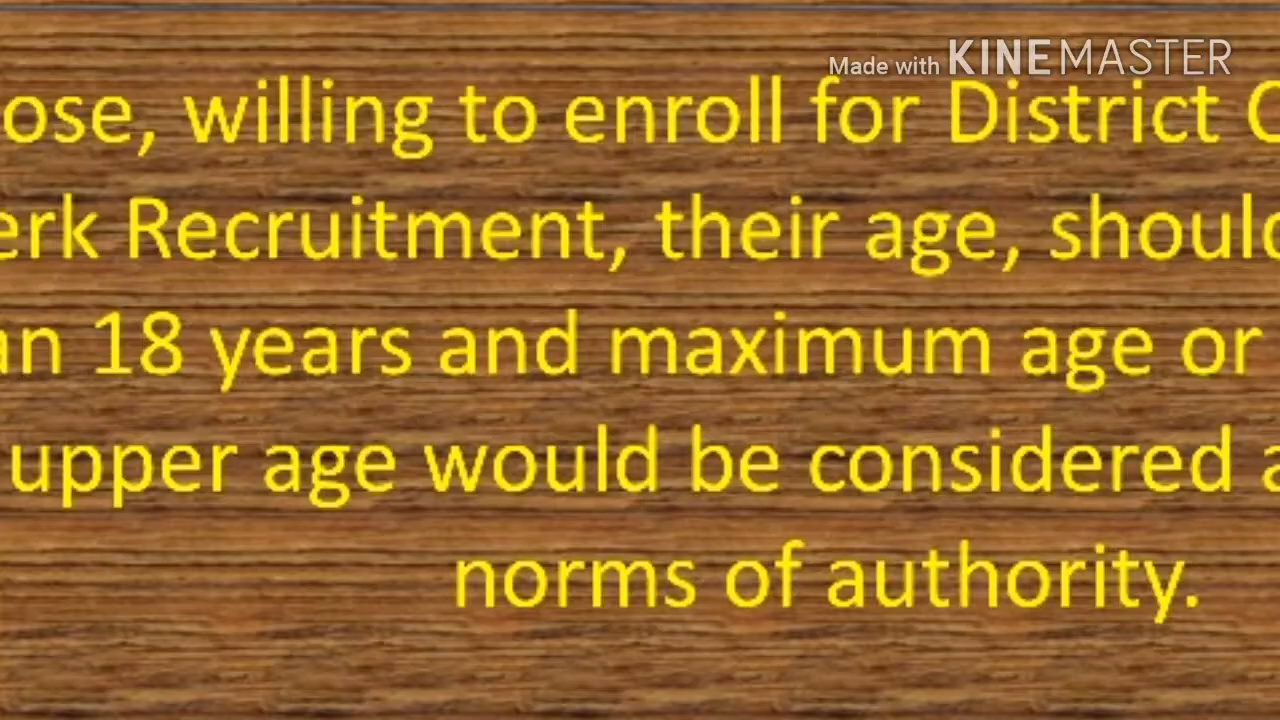 Made with KINEMASTER
ose, willing to enroll for District C
erk Recruitment, their age, should
an 18 years and maximum age or
upper age would be considered a
norms of authority.